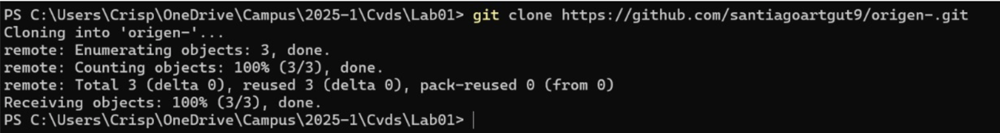 PS C:\Users\Crisp\OneDrive\Campus\2025-1\Cvds\Lab01> git clone https://github.com/santiagoartgut9/origen-.git
Cloning into 'origen-'...
remote: Enumerating objects: 3, done.
remote: Counting objects: 100% (3/3), done.
remote: Total 3 (delta 0), reused 3 (delta 0), pack-reused 0 (from 0)
Receiving objects: 100% (3/3), done.
PS C:\Users\Crisp\OneDrive\Campus\2025-1\Cvds\Lab01>